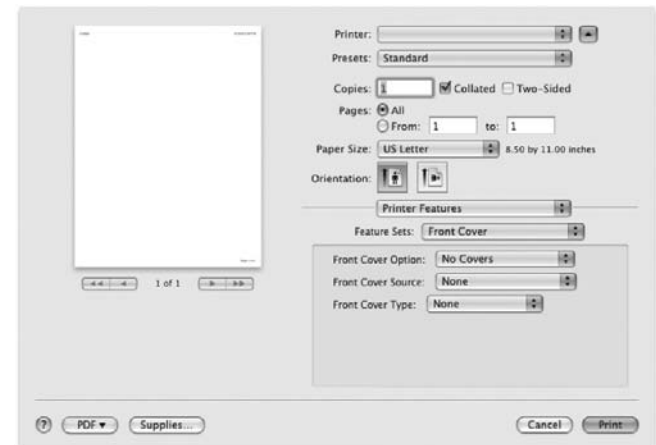 Printer:
Presets: Standard
Copies: 1 Collated Two-Sided
Pages: All
From: 1 to: 1
Paper Size: US Letter 8.50 by 11.00 inches
Orientation:
Printer Features
Feature Sets: Front Cover
Front Cover Option: No Covers
Front Cover Source: None
Front Cover Type: None
1 of 1
? PDF Supplies... Cancel Print